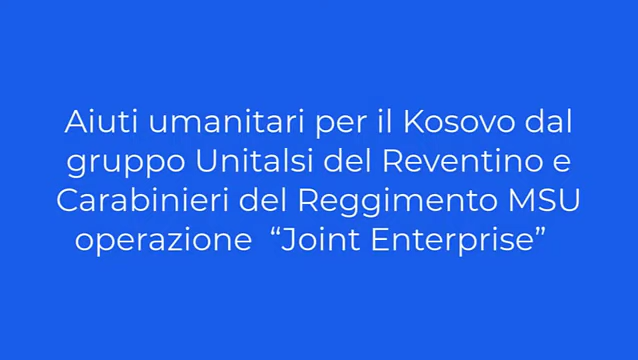 Aiuti umanitari per il Kosovo dal
gruppo Unitalsi del Reventino e
Carabinieri del Reggimento MSU
operazione “Joint Enterprise”